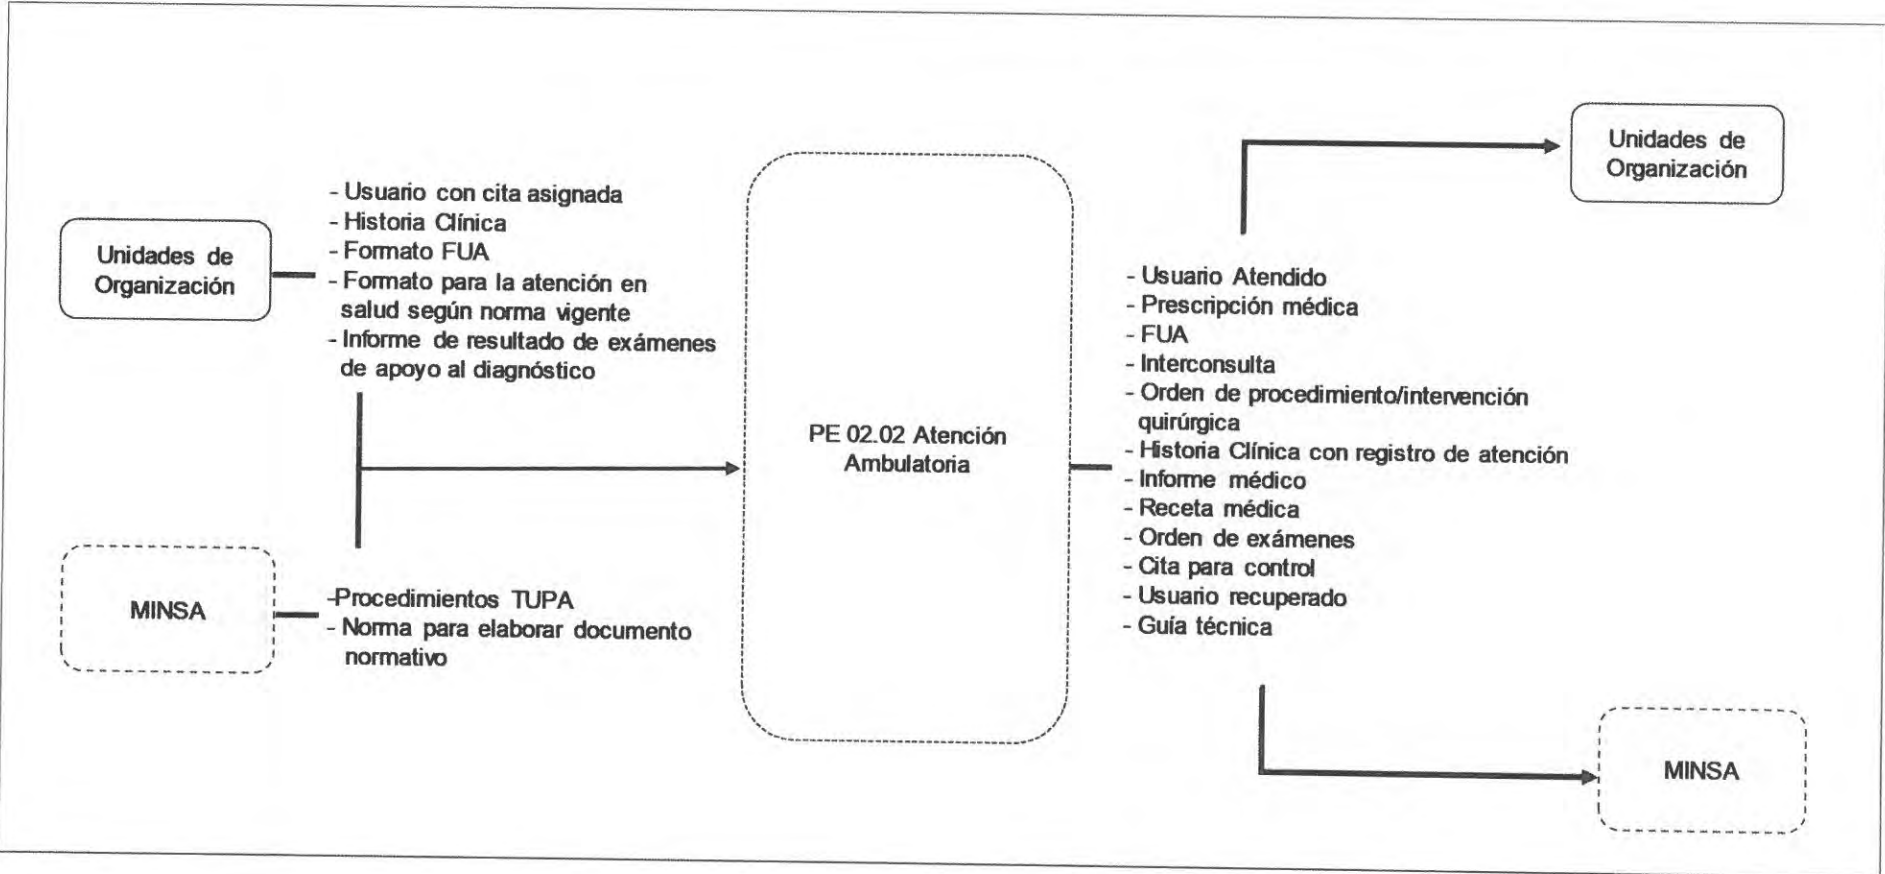 Unidades de
Organización
- Usuario con cita asignada
- Historia Clínica
- Formato FUA
- Formato para la atención en
salud según norma vigente
- Informe de resultado de exámenes
de apoyo al diagnóstico
MINSA
-Procedimientos TUPA
- Norma para elaborar documento
normativo
PE 02.02 Atención
Ambulatoria
- Usuario Atendido
- Prescripción médica
- FUA
- Interconsulta
- Orden de procedimiento/intervención
quirúrgica
- Historia Clínica con registro de atención
- Informe médico
- Receta médica
- Orden de exámenes
- Cita para control
- Usuario recuperado
- Guía técnica
Unidades de
Organización
MINSA